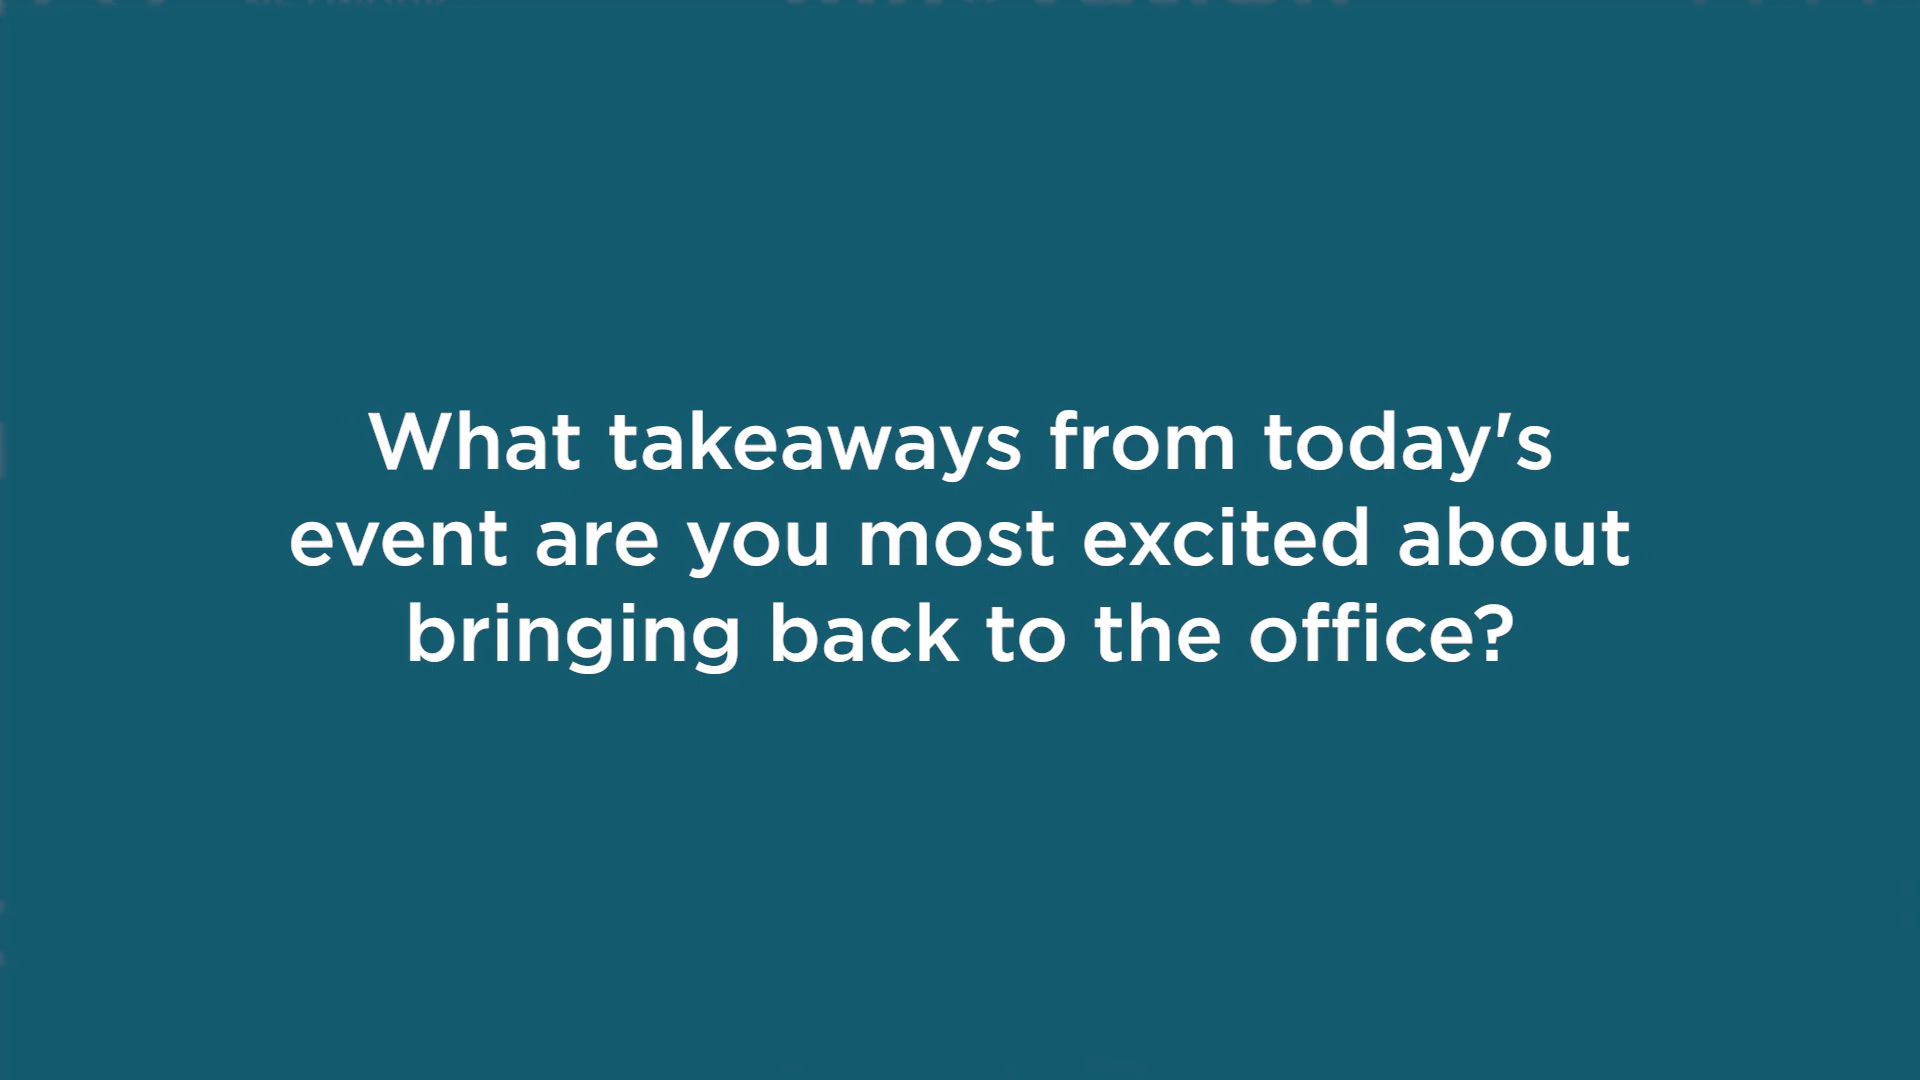 What takeaways from today's
event are you most excited about
bringing back to the office?